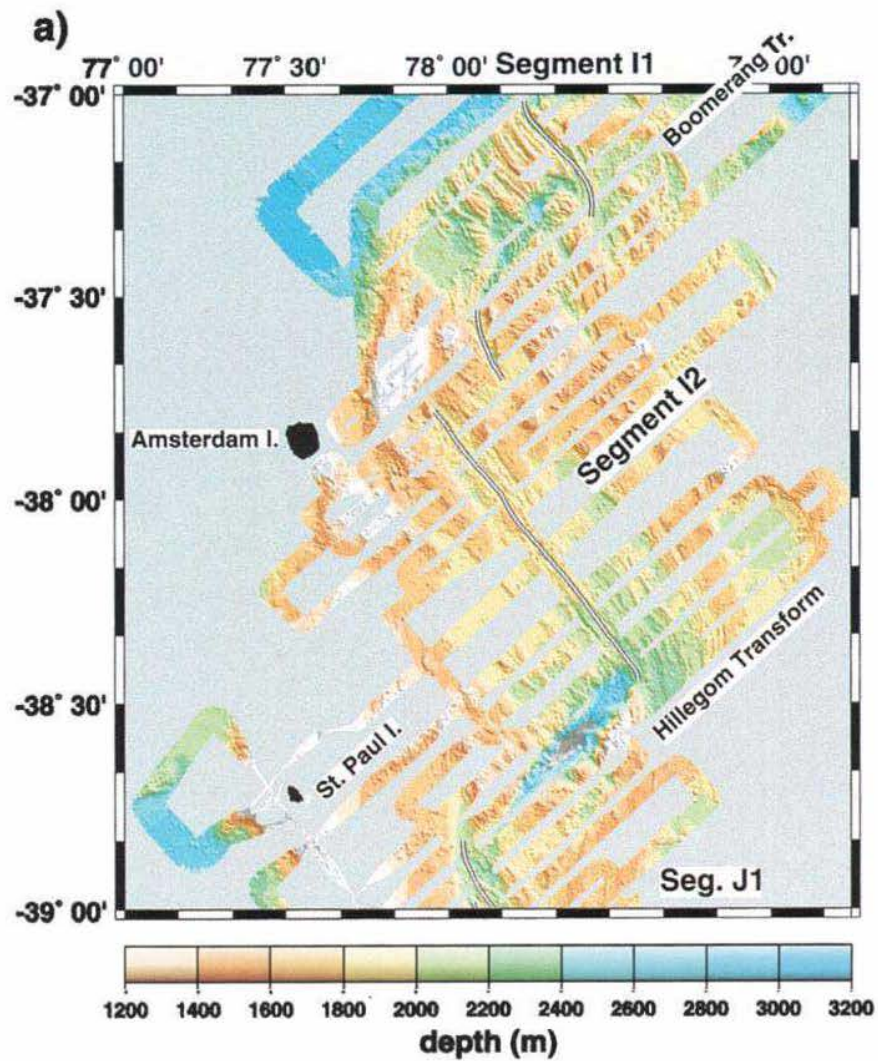 a)
77° 00' 77° 30' 78° 00' Segment I1
Boomerang Tr.
-37° 00'
-37° 30'
Segment I2
Amsterdam I.
-38° 00'
Hillegom Transform
-38° 30'
St. Paul I.
Seg. J1
-39° 00'
1200 1400 1600 1800 2000 2200 2400 2600 2800 3000 3200
depth (m)